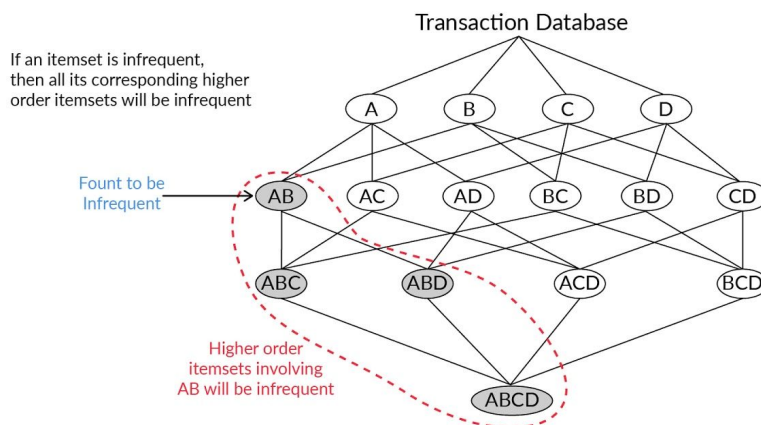 Transaction Database
If an itemset is infrequent,
then all its corresponding higher
order itemsets will be infrequent
A B C D
Fount to be
Infrequent
AB AC AD BC BD CD
ABC ABD ACD BCD
Higher order
itemsets involving
AB will be infrequent
ABCD